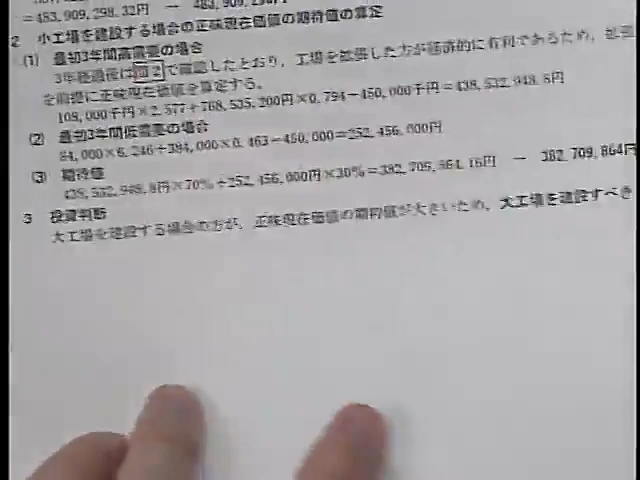 =483,909,298.32円 → 483,909,298円
2 小工場を建設する場合の正味現在価値の期待値の算定
(1) 最初3年間高需要の場合
3年経過後は問2で確認したとおり，工場を拡張した方が経済的に有利であるため，拡張
を前提に正味現在価値を算定する。
108,000千円×2.577+768,535,200円×0.794-450,000千円=438,532,948.8円
(2) 最初3年間低需要の場合
84,000×6.246+384,000×0.463-450,000=252,456,000円
(3) 期待値
438,532,948.8円×70%+252,456,000円×30%=382,709,864.16円 → 382,709,864円
3 投資判断
大工場を建設する場合の方が，正味現在価値の期待値が大きいため，大工場を建設すべき